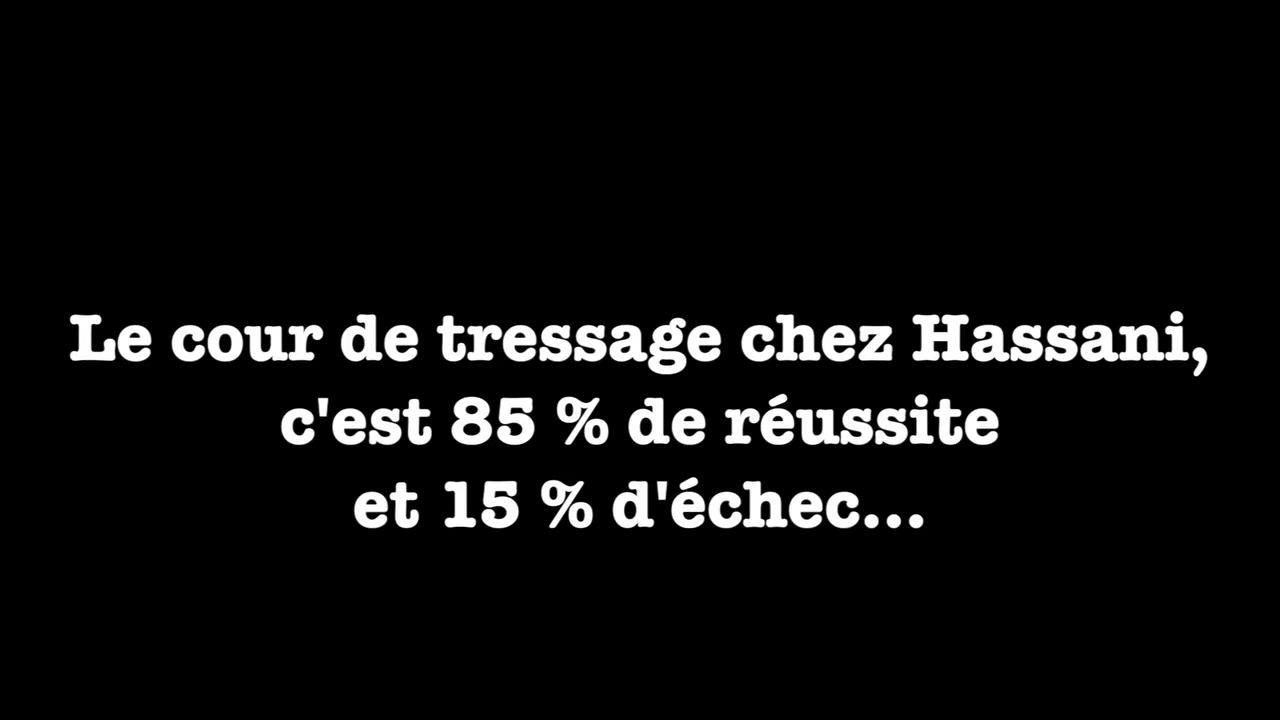 Le cour de tressage chez Hassani,
c'est 85 % de réussite
et 15 % d'échec...